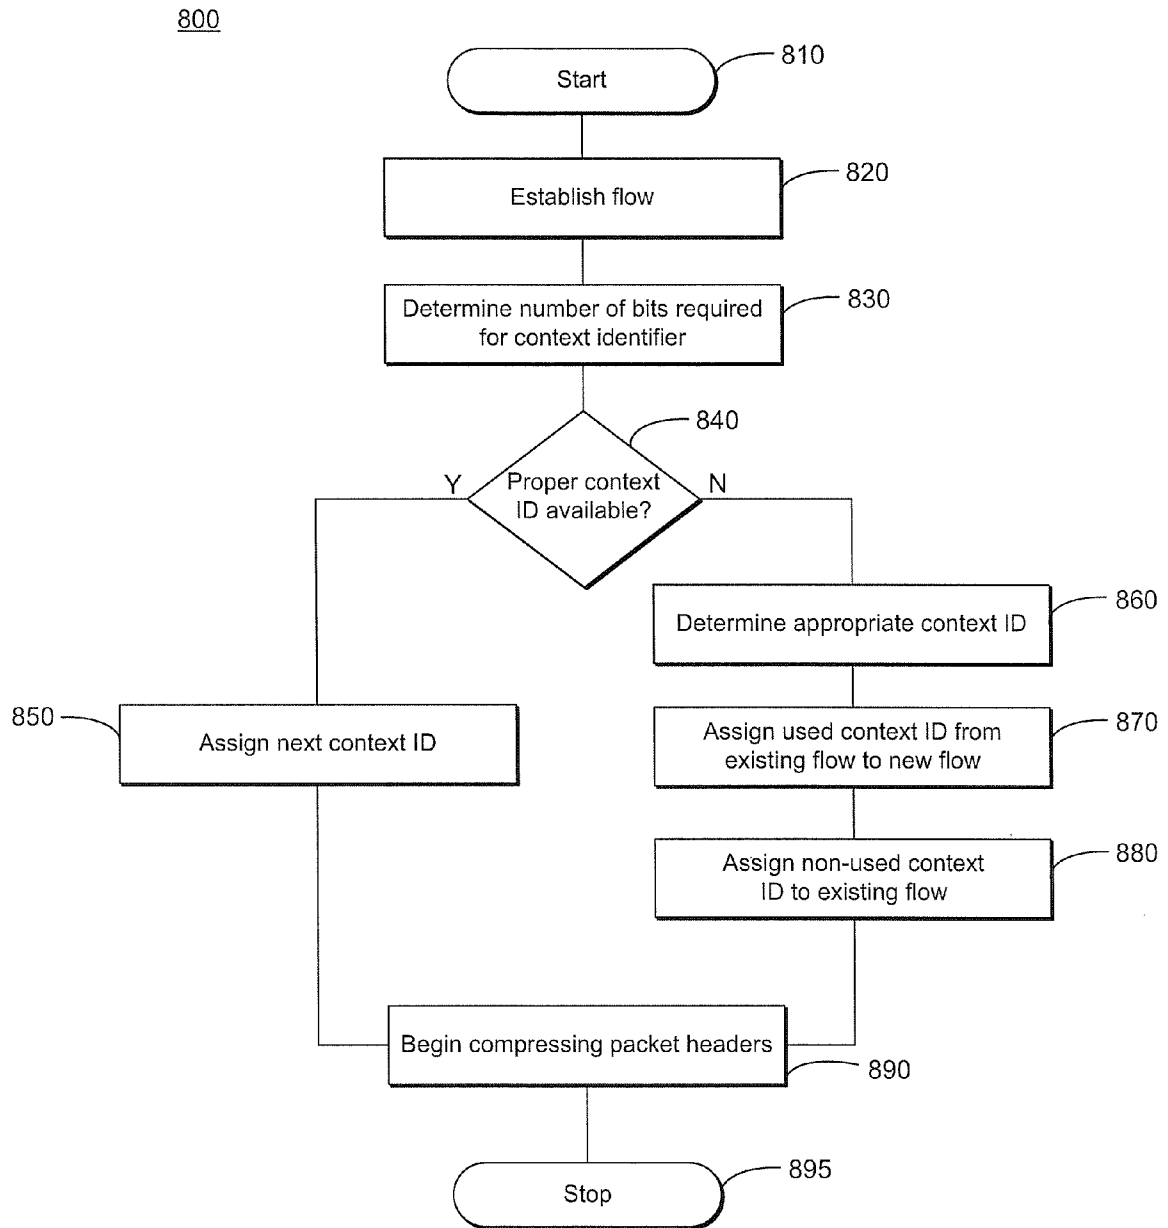 800
Start
810
Establish flow
820
Determine number of bits required
for context identifier
830
840
Y
Proper context
ID available?
N
Determine appropriate context ID
860
850
Assign next context ID
Assign used context ID from
existing flow to new flow
870
Assign non-used context
ID to existing flow
880
Begin compressing packet headers
890
Stop
895